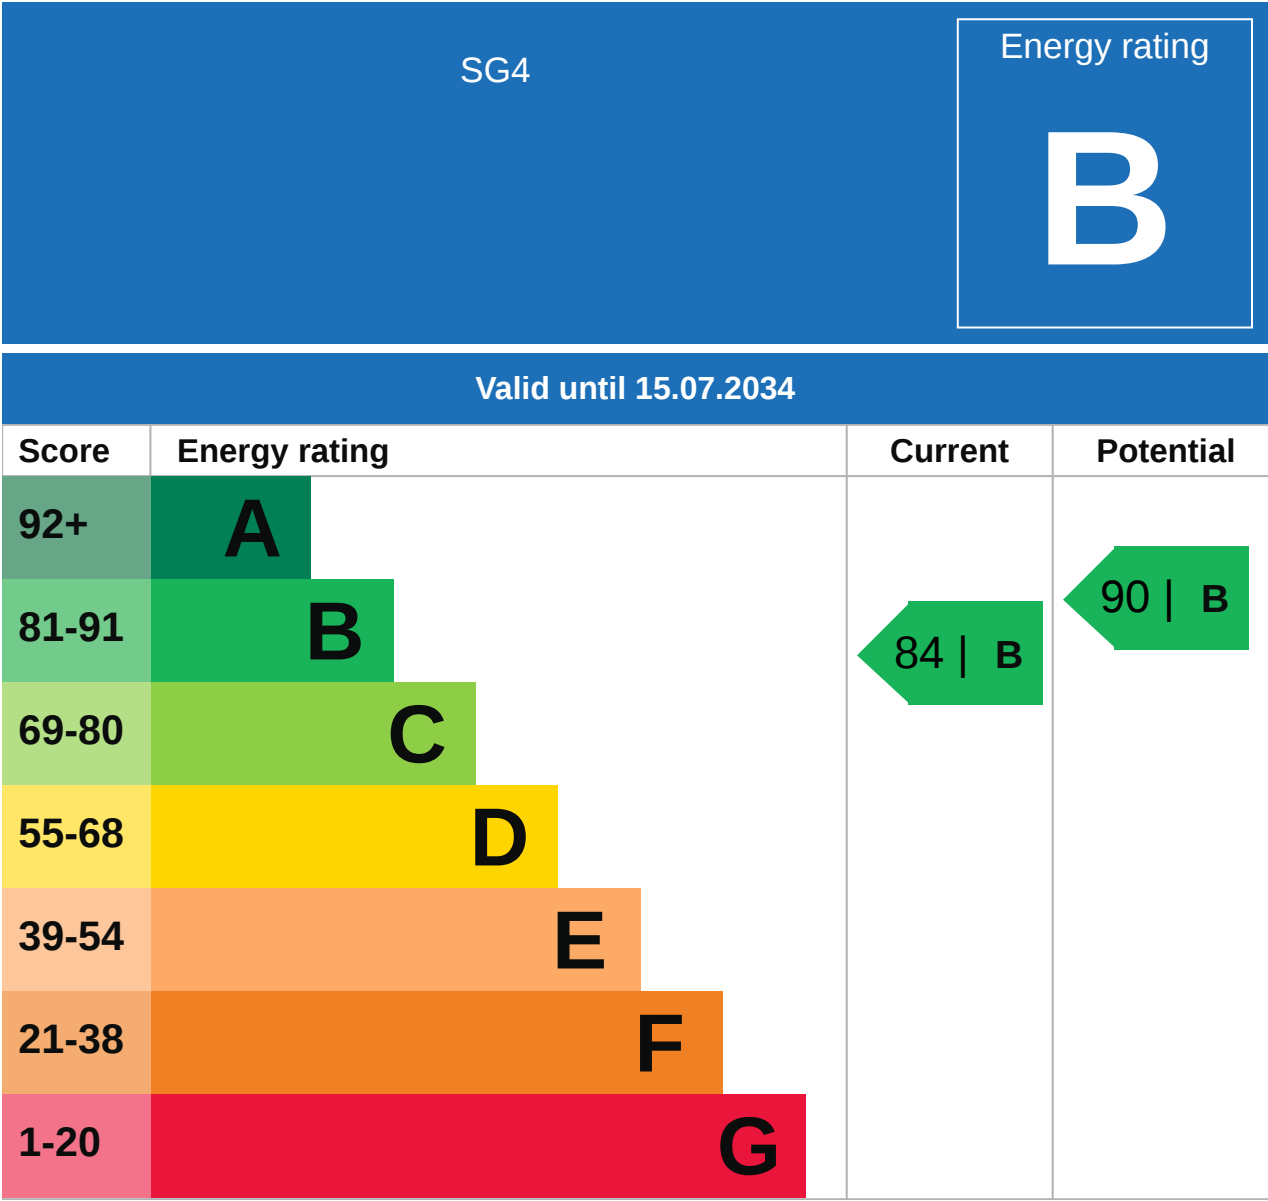 SG4
Energy rating
B
Valid until 15.07.2034
Score Energy rating Current Potential
92+ A
81-91 B
69-80 C
55-68 D
39-54 E
21-38 F
1-20 G
84 | B
90 | B